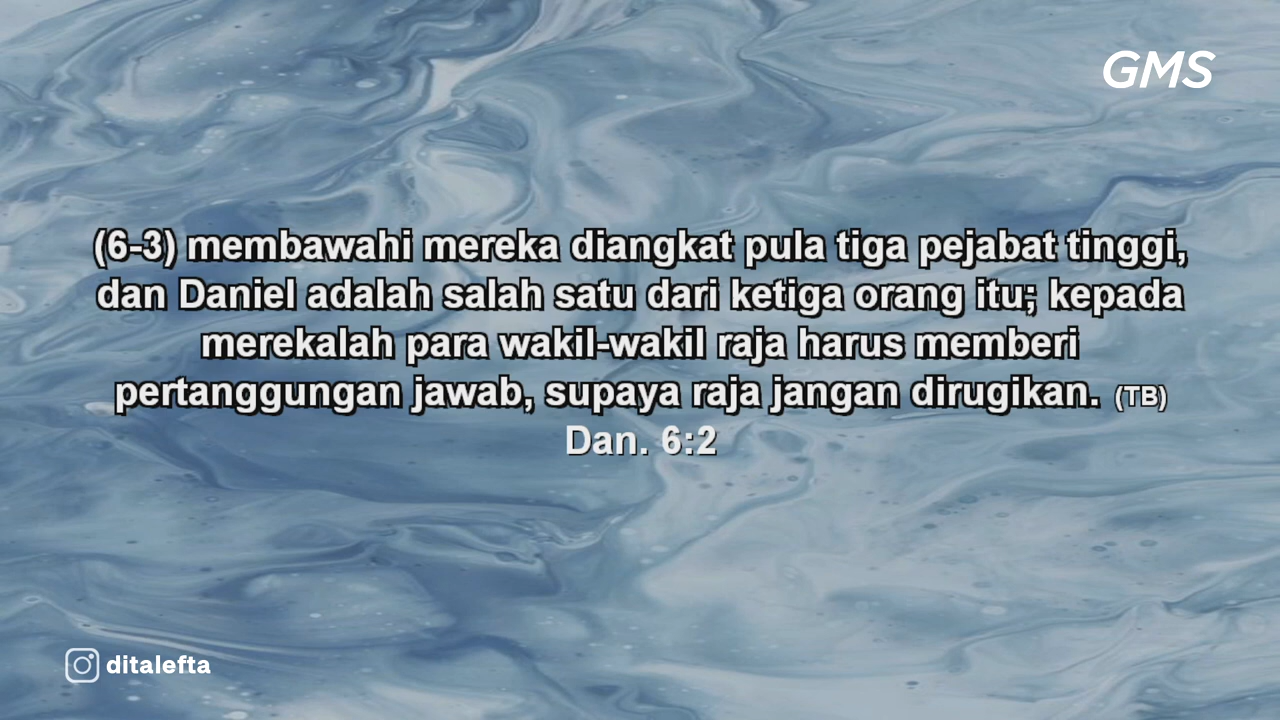 GMS
(6-3) membawahi mereka diangkat pula tiga pejabat tinggi,
dan Daniel adalah salah satu dari ketiga orang itu; kepada
merekalah para wakil-wakil raja harus memberi
pertanggungan jawab, supaya raja jangan dirugikan. (TB)
Dan. 6:2
ditalefta